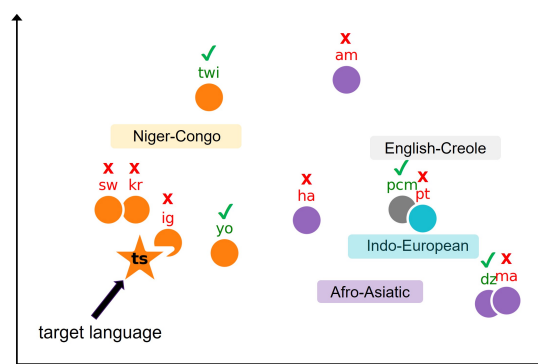 x
am
✓
twi
Niger-Congo
English-Creole
x x
sw kr
x
ig
✓
yo
x
ha
✓ x
pcm pt
Indo-European
ts
✓ x
dz ma
Afro-Asiatic
target language